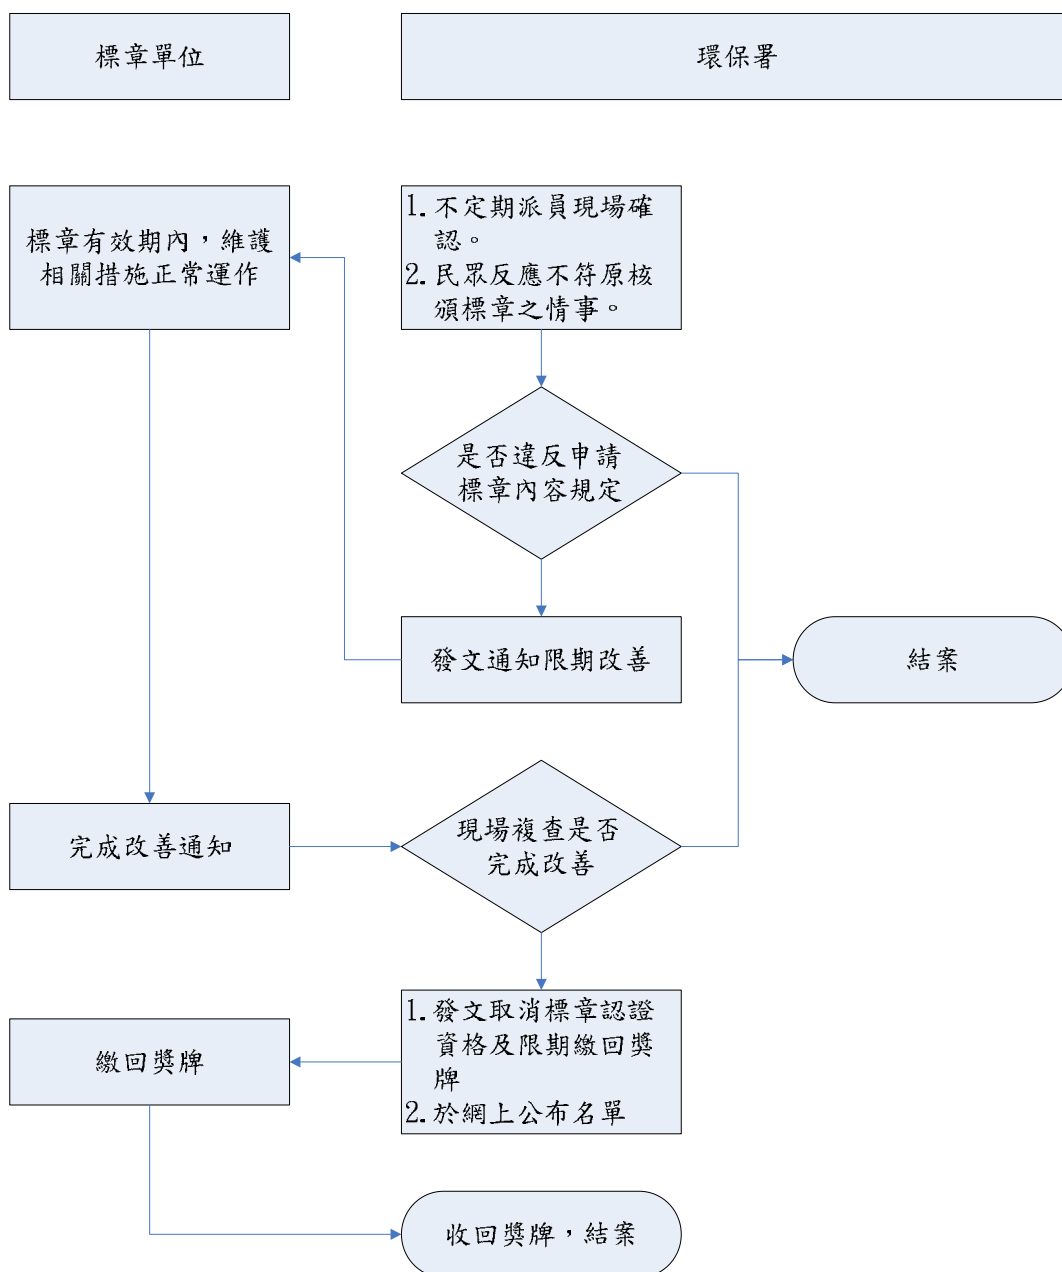 標章單位
環保署
標章有效期內，維護
相關措施正常運作
1. 不定期派員現場確
認。
2. 民眾反應不符原核
頒標章之情事。
是否違反申請
標章內容規定
發文通知限期改善
結案
完成改善通知
現場複查是否
完成改善
繳回獎牌
1. 發文取消標章認證
資格及限期繳回獎
牌
2. 於網上公布名單
收回獎牌，結案